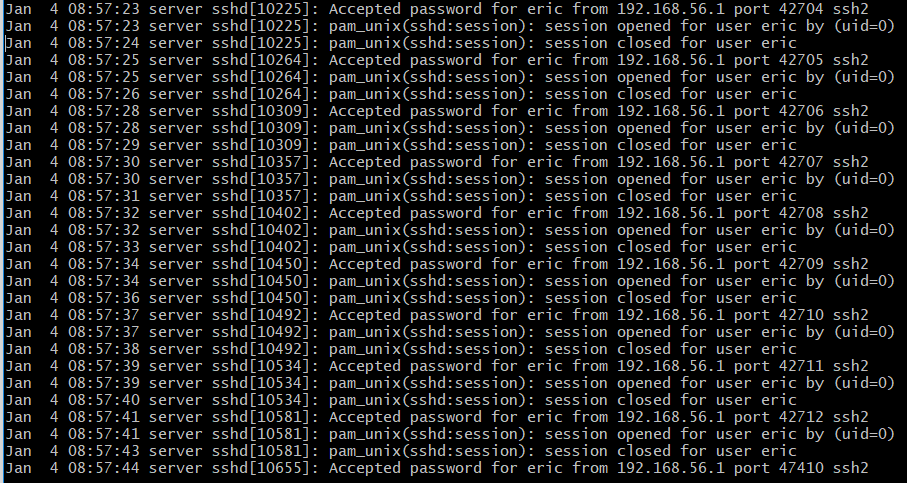 Jan  4 08:57:23 server sshd[10225]: Accepted password for eric from 192.168.56.1 port 42704 ssh2
Jan  4 08:57:23 server sshd[10225]: pam_unix(sshd:session): session opened for user eric by (uid=0)
Jan  4 08:57:24 server sshd[10225]: pam_unix(sshd:session): session closed for user eric
Jan  4 08:57:25 server sshd[10264]: Accepted password for eric from 192.168.56.1 port 42705 ssh2
Jan  4 08:57:25 server sshd[10264]: pam_unix(sshd:session): session opened for user eric by (uid=0)
Jan  4 08:57:26 server sshd[10264]: pam_unix(sshd:session): session closed for user eric
Jan  4 08:57:28 server sshd[10309]: Accepted password for eric from 192.168.56.1 port 42706 ssh2
Jan  4 08:57:28 server sshd[10309]: pam_unix(sshd:session): session opened for user eric by (uid=0)
Jan  4 08:57:29 server sshd[10309]: pam_unix(sshd:session): session closed for user eric
Jan  4 08:57:30 server sshd[10357]: Accepted password for eric from 192.168.56.1 port 42707 ssh2
Jan  4 08:57:30 server sshd[10357]: pam_unix(sshd:session): session opened for user eric by (uid=0)
Jan  4 08:57:31 server sshd[10357]: pam_unix(sshd:session): session closed for user eric
Jan  4 08:57:32 server sshd[10402]: Accepted password for eric from 192.168.56.1 port 42708 ssh2
Jan  4 08:57:32 server sshd[10402]: pam_unix(sshd:session): session opened for user eric by (uid=0)
Jan  4 08:57:33 server sshd[10402]: pam_unix(sshd:session): session closed for user eric
Jan  4 08:57:34 server sshd[10450]: Accepted password for eric from 192.168.56.1 port 42709 ssh2
Jan  4 08:57:34 server sshd[10450]: pam_unix(sshd:session): session opened for user eric by (uid=0)
Jan  4 08:57:36 server sshd[10450]: pam_unix(sshd:session): session closed for user eric
Jan  4 08:57:37 server sshd[10492]: Accepted password for eric from 192.168.56.1 port 42710 ssh2
Jan  4 08:57:37 server sshd[10492]: pam_unix(sshd:session): session opened for user eric by (uid=0)
Jan  4 08:57:38 server sshd[10492]: pam_unix(sshd:session): session closed for user eric
Jan  4 08:57:39 server sshd[10534]: Accepted password for eric from 192.168.56.1 port 42711 ssh2
Jan  4 08:57:39 server sshd[10534]: pam_unix(sshd:session): session opened for user eric by (uid=0)
Jan  4 08:57:40 server sshd[10534]: pam_unix(sshd:session): session closed for user eric
Jan  4 08:57:41 server sshd[10581]: Accepted password for eric from 192.168.56.1 port 42712 ssh2
Jan  4 08:57:41 server sshd[10581]: pam_unix(sshd:session): session opened for user eric by (uid=0)
Jan  4 08:57:43 server sshd[10581]: pam_unix(sshd:session): session closed for user eric
Jan  4 08:57:44 server sshd[10655]: Accepted password for eric from 192.168.56.1 port 47410 ssh2